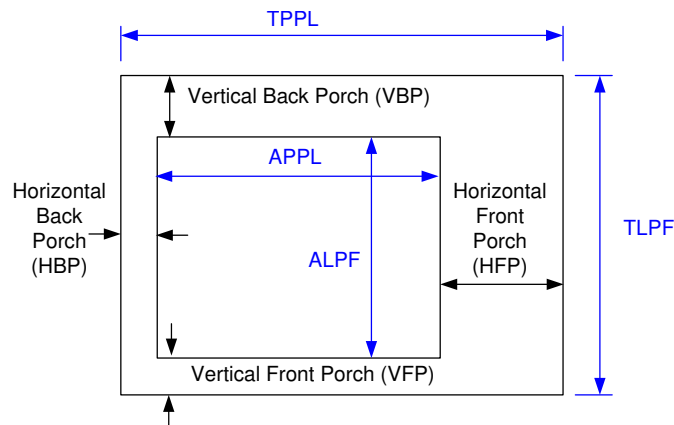 TPPL
Vertical Back Porch (VBP)
APPL
Horizontal
Back
Porch
(HBP)
Horizontal
Front
Porch
(HFP)
ALPF
TLPF
Vertical Front Porch (VFP)